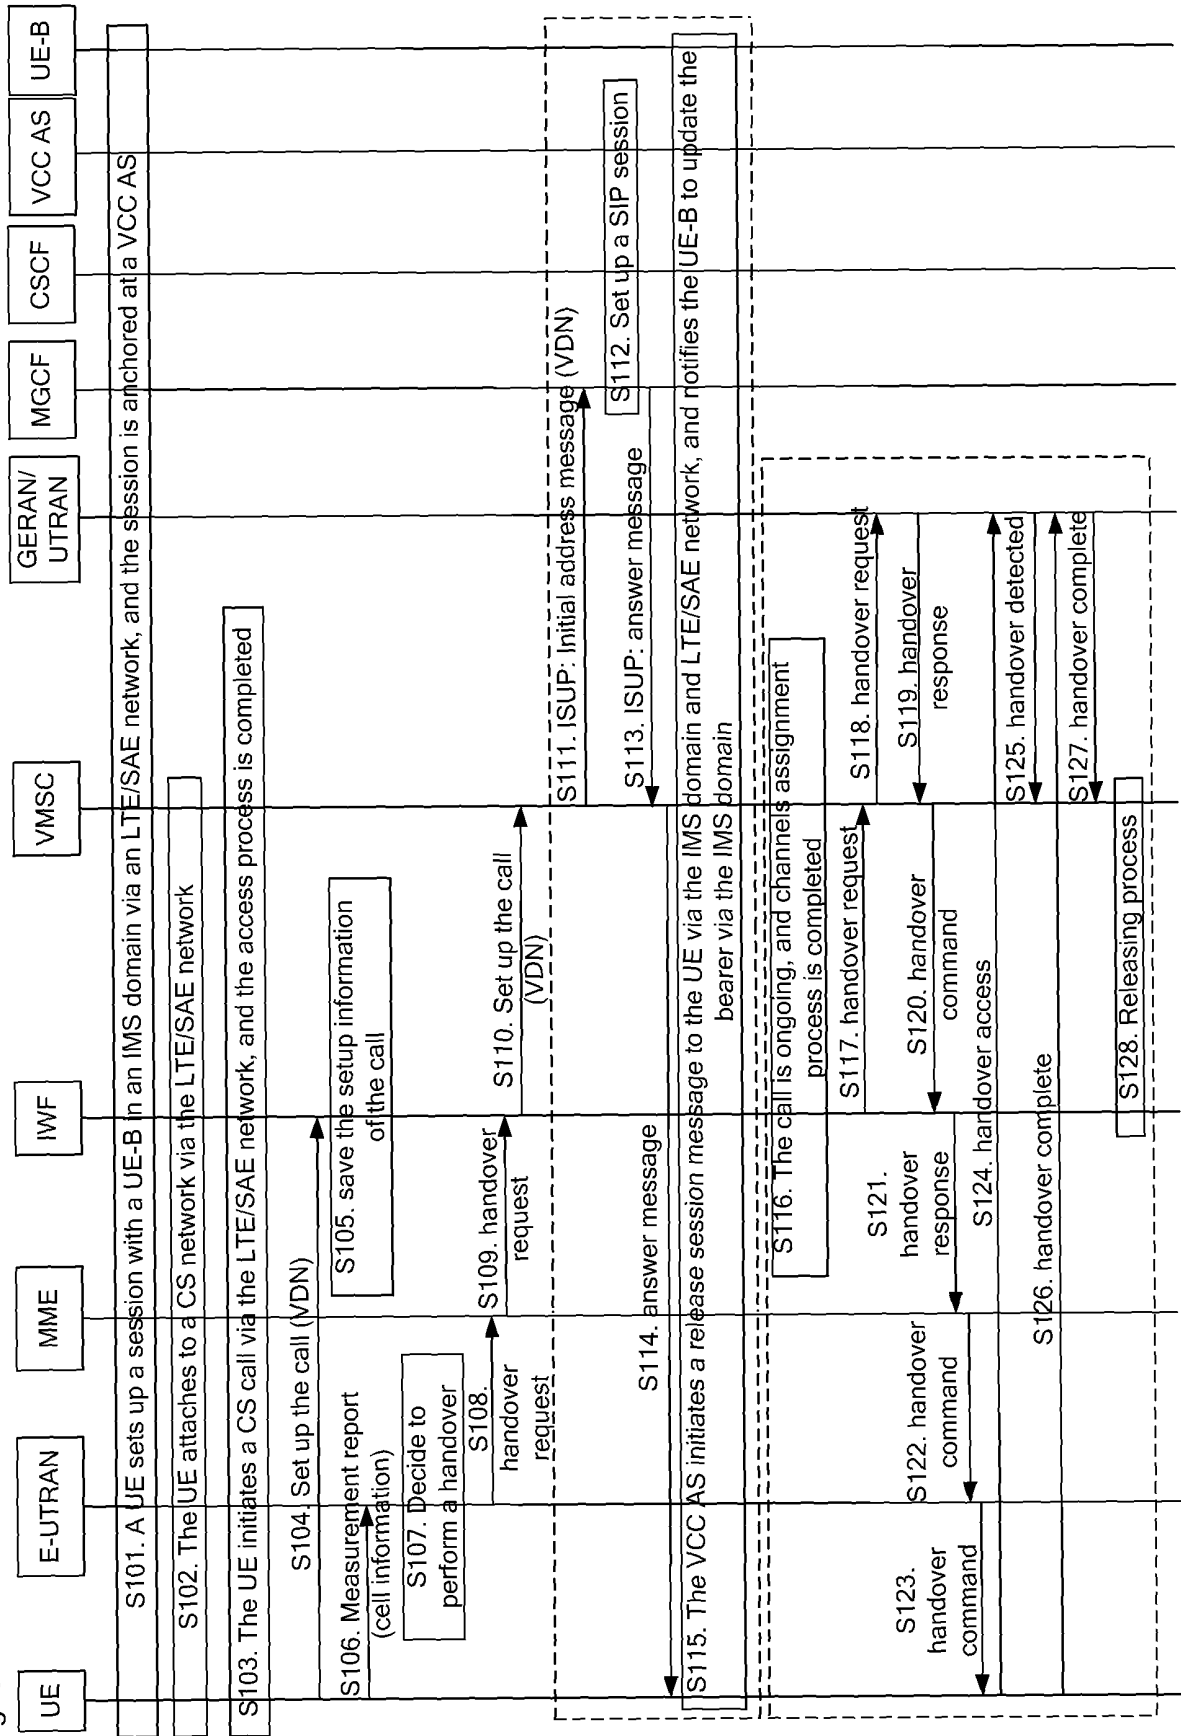 UE
E-UTRAN
MME
IWF
VMSC
GERAN/
UTRAN
MGCF
CSCF
VCC AS
UE-B
S101. A UE sets up a session with a UE-B in an IMS domain via an LTE/SAE network, and the session is anchored at a VCC AS
S102. The UE attaches to a CS network via the LTE/SAE network
S103. The UE initiates a CS call via the LTE/SAE network, and the access process is completed
S104. Set up the call (VDN)
S105. save the setup information
of the call
S106. Measurement report
(cell information)
S107. Decide to
perform a handover
S108.
handover
request
S109. handover
request
S110. Set up the call
(VDN)
S111. ISUP: Initial address message (VDN)
S112. Set up a SIP session
S113. ISUP: answer message
S114. answer message
S115. The VCC AS initiates a release session message to the UE via the IMS domain and LTE/SAE network, and notifies the UE-B to update the
bearer via the IMS domain
S116. The call is ongoing, and channels assignment
process is completed
S117. handover request
S118. handover request
S119. handover
response
S120. handover
command
S121.
handover
response
S122. handover
command
S123.
handover
command
S124. handover access
S125. handover detected
S126. handover complete
S127. handover complete
S128. Releasing process